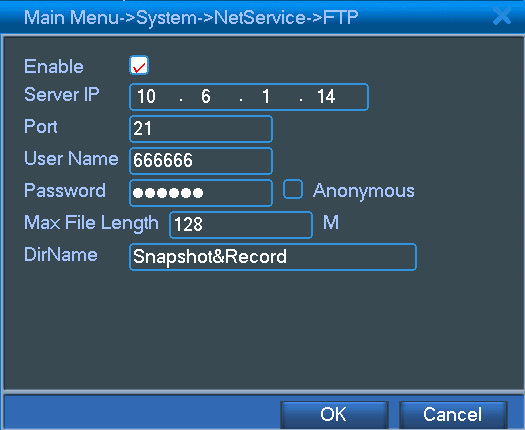 Main Menu->System->NetService->FTP
Enable
Server IP 10 . 6 . 1 . 14
Port 21
User Name 666666
Password ●●●●●● Anonymous
Max File Length 128 M
DirName Snapshot&Record
OK Cancel